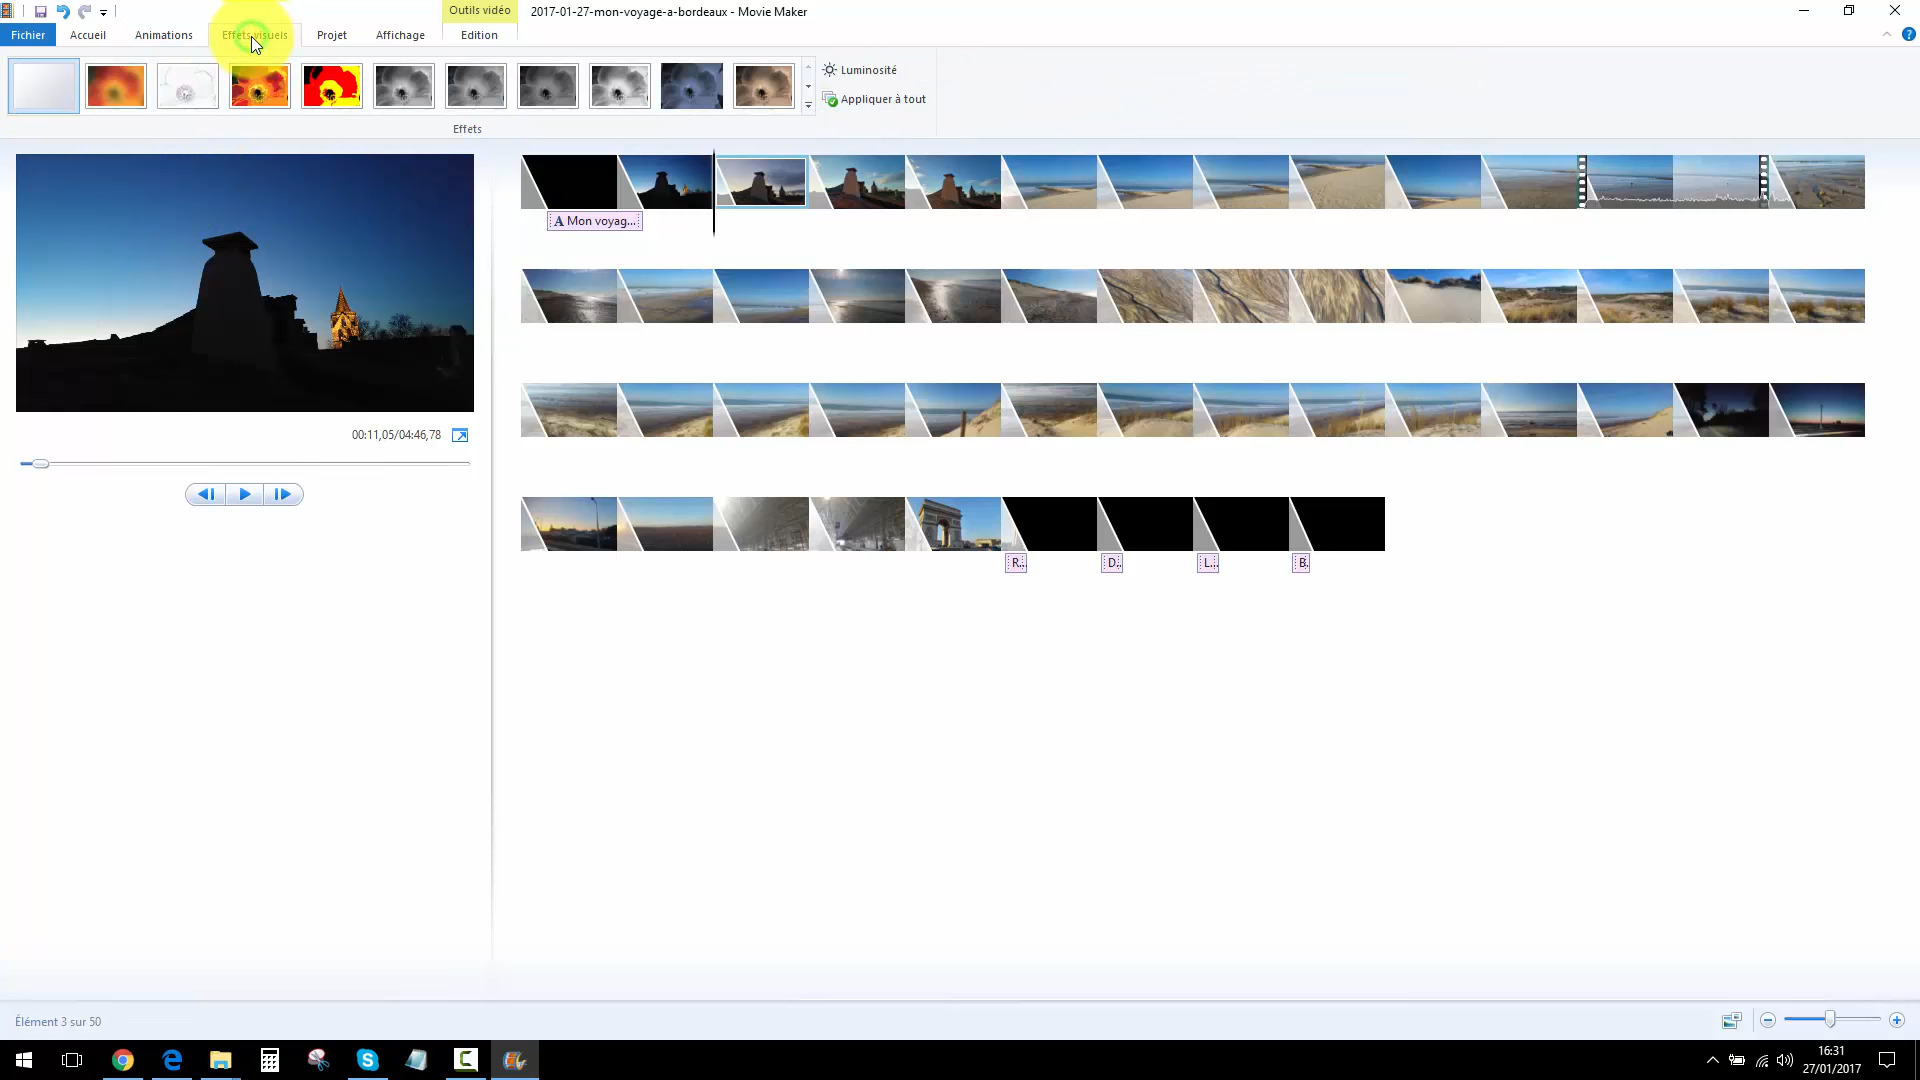 Outils vidéo
2017-01-27-mon-voyage-a-bordeaux - Movie Maker
Fichier
Accueil
Animations
Effets visuels
Projet
Affichage
Edition
Luminosité
Appliquer à tout
Effets
A Mon voyag...
00:11,05/04:46,78
R...
D...
L...
B.
Élément 3 sur 50
16:31
27/01/2017